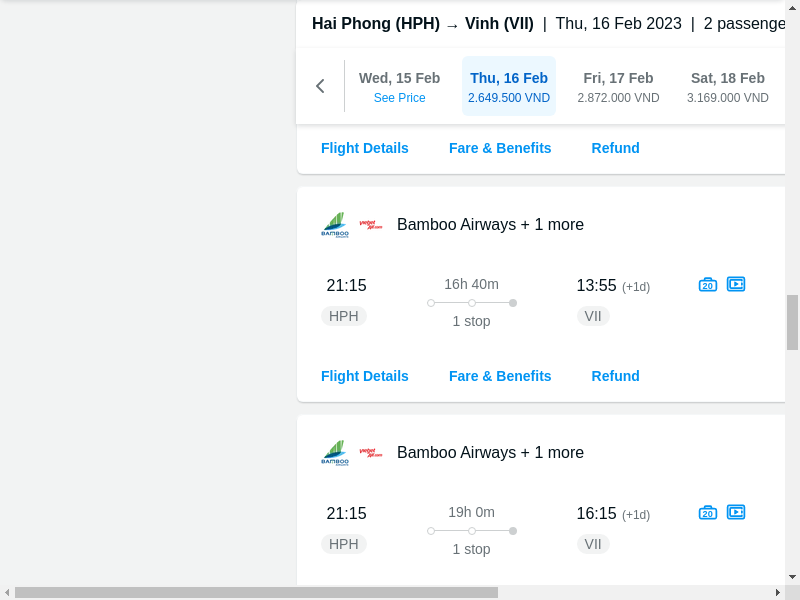 Hai Phong (HPH) → Vinh (VII) | Thu, 16 Feb 2023 | 2 passenge
Wed, 15 Feb
See Price
Thu, 16 Feb
2.649.500 VND
Fri, 17 Feb
2.872.000 VND
Sat, 18 Feb
3.169.000 VND
Flight Details Fare & Benefits Refund
BAMBOO
vietjet Air.com
Bamboo Airways + 1 more
21:15 16h 40m 13:55 (+1d) 20
HPH 1 stop VII
Flight Details Fare & Benefits Refund
BAMBOO
vietjet Air.com
Bamboo Airways + 1 more
21:15 19h 0m 16:15 (+1d) 20
HPH 1 stop VII